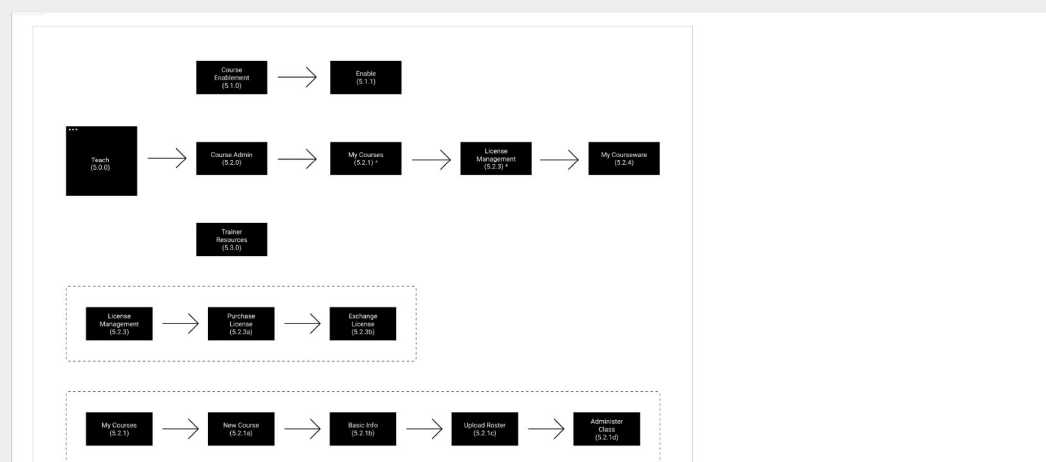 Course
Enablement
(5.1.0)
Enable
(5.1.1)
Teach
(5.0.0)
Course Admin
(5.2.0)
My Courses
(5.2.1) *
License
Management
(5.2.3) *
My Courseware
(5.2.4)
Trainer
Resources
(5.3.0)
License
Management
(5.2.3)
Purchase
License
(5.2.3a)
Exchange
License
(5.2.3b)
My Courses
(5.2.1)
New Course
(5.2.1a)
Basic Info
(5.2.1b)
Upload Roster
(5.2.1c)
Administer
Class
(5.2.1d)